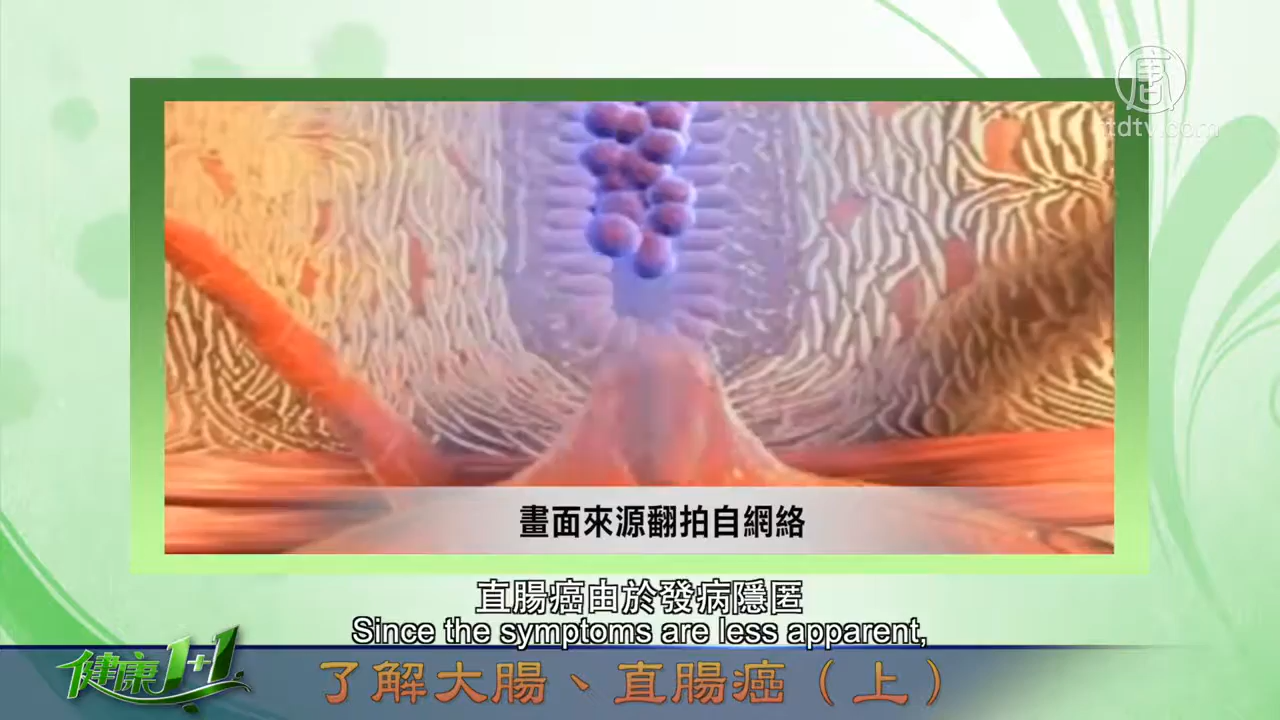 唐
ntdtv.com
畫面來源翻拍自網絡
直腸癌由於發病隱匿
Since the symptoms are less apparent,
健康1+1
了解大腸、直腸癌（上）